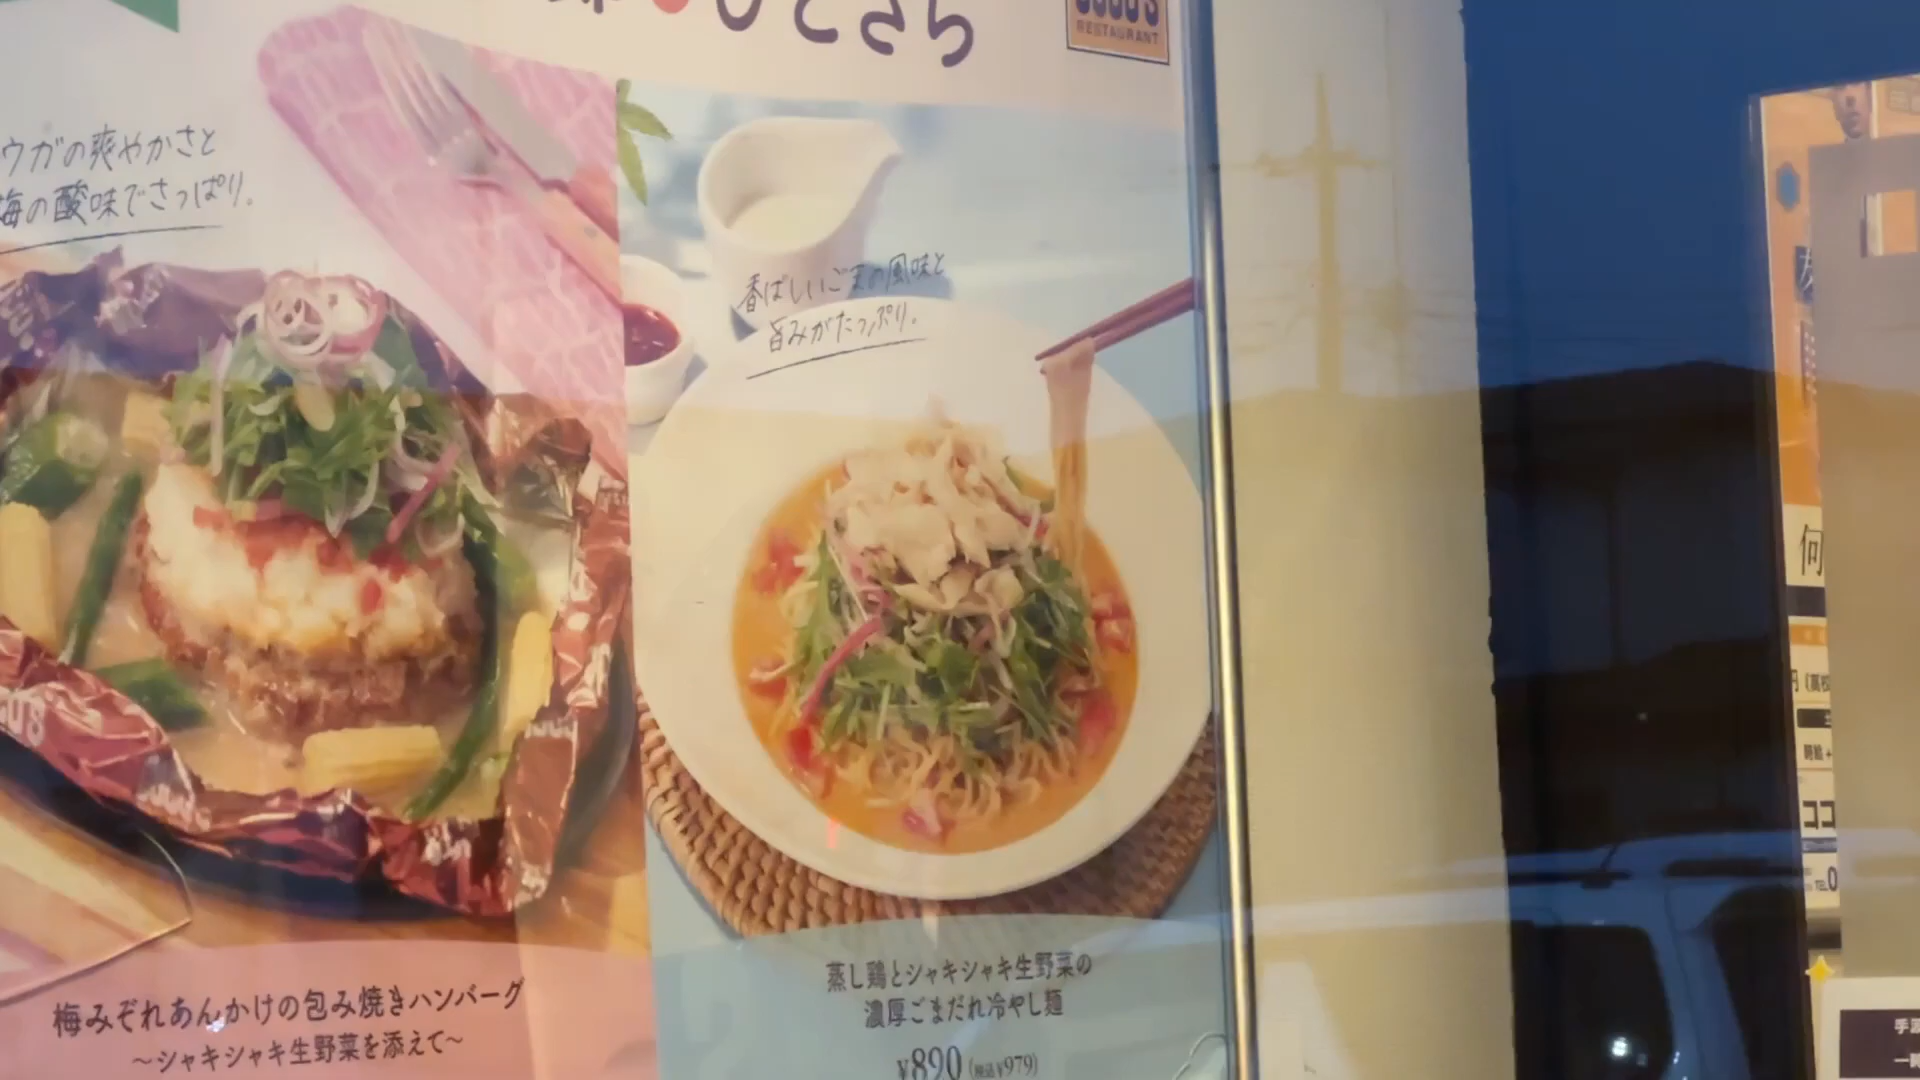 ひとさら
RESTAURANT
ウガの爽やかさと
梅の酸味でさっぱり。
香ばしいごまの風味と
旨みがたっぷり。
梅みぞれあんかけの包み焼きハンバーグ
～シャキシャキ生野菜を添えて～
蒸し鶏とシャキシャキ生野菜の
濃厚ごまだれ冷やし麺
¥890(税込¥979)
何
円(高校
ココ
TEL0